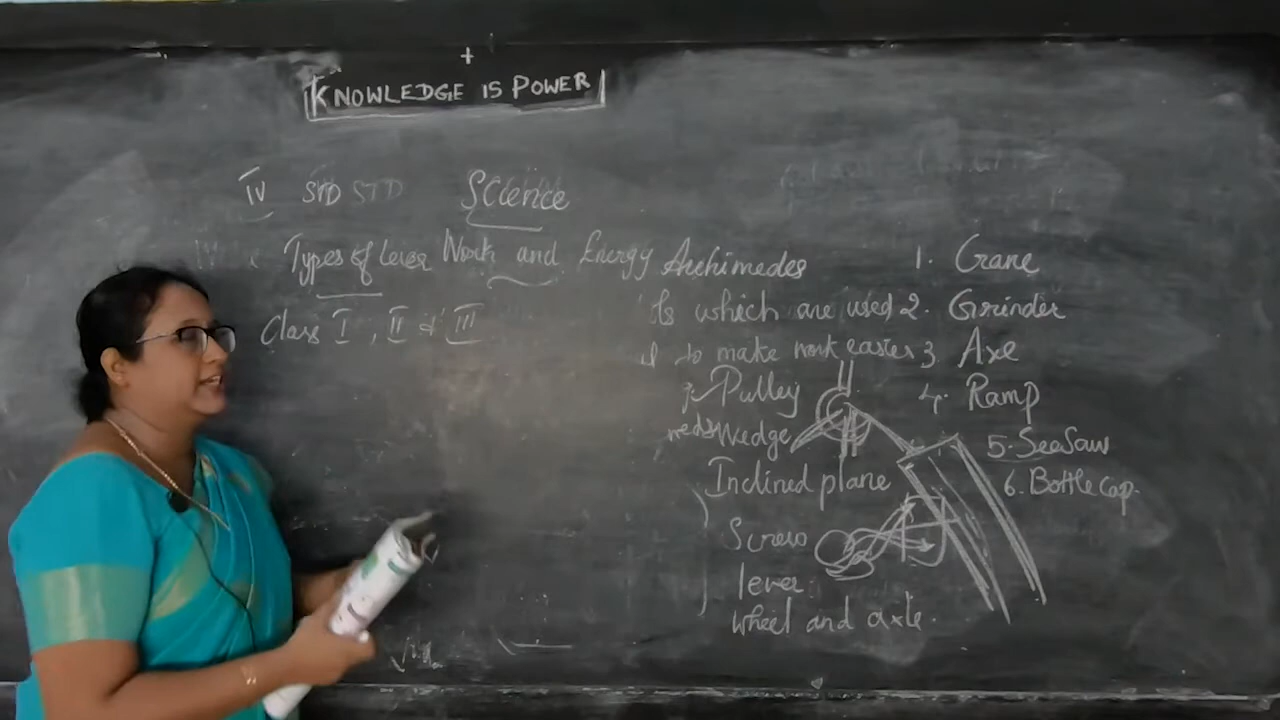 KNOWLEDGE IS POWER
IV STD STD Science
Types of lever Work and Energy Archimedes 1. Crane
Class I, II & III which are used 2. Grinder
to make work easier 3 Axe
Pulley 4. Ramp
Wedge 5. SeeSaw
Inclined plane 6. Bottle cap.
Screw
lever
wheel and axle.